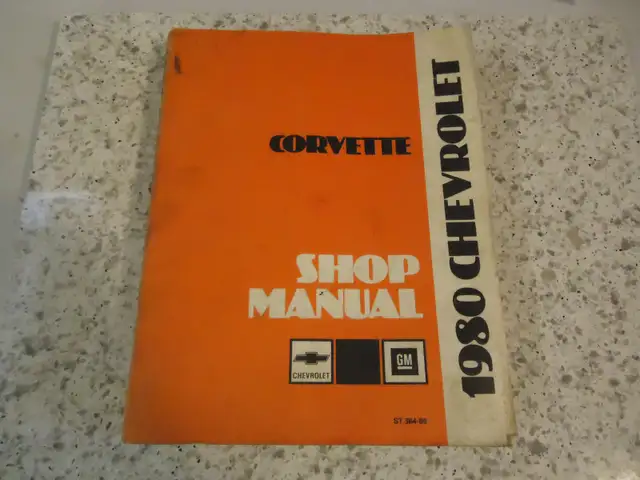 CORVETTE
SHOP
MANUAL
CHEVROLET
GM
ST 364-80
1980 CHEVROLET